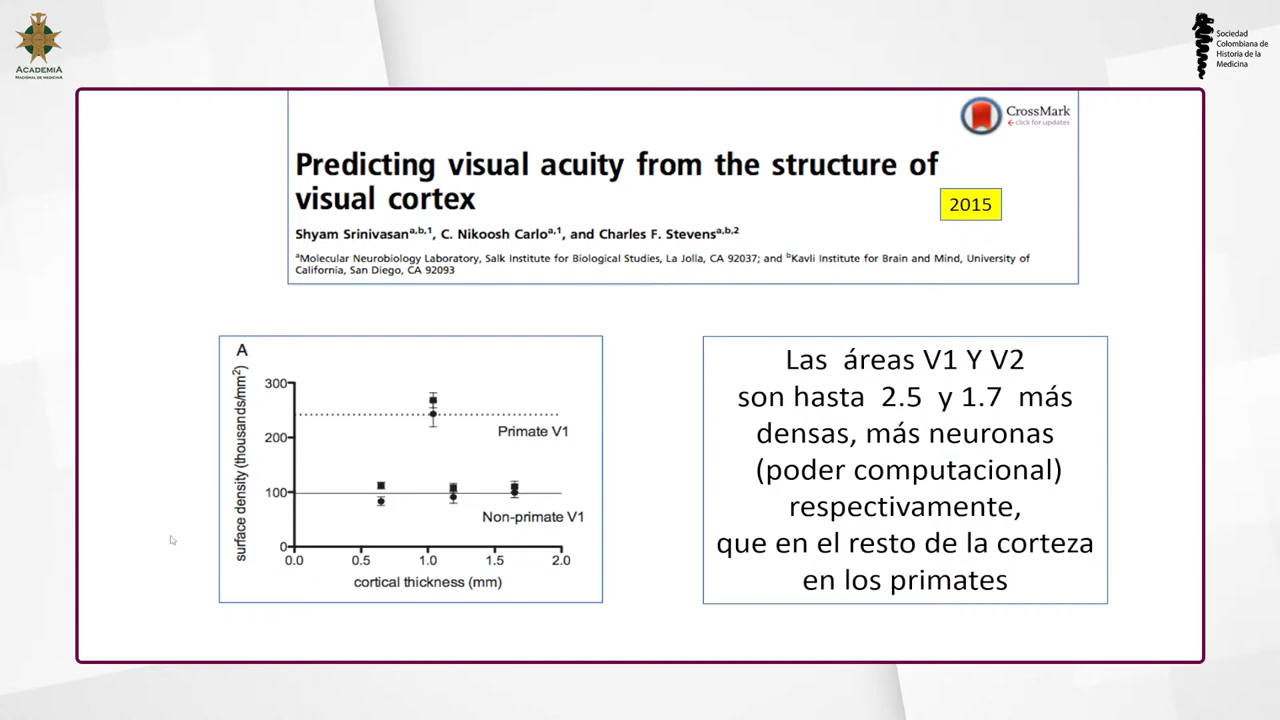 ACADEMIA
NACIONAL DE MEDICINA
Sociedad
Colombiana de
Historia de la
Medicina
CrossMark
click for updates
Predicting visual acuity from the structure of
visual cortex
2015
Shyam Srinivasana,b,1, C. Nikoosh Carloa,1, and Charles F. Stevensa,b,2
aMolecular Neurobiology Laboratory, Salk Institute for Biological Studies, La Jolla, CA 92037; and bKavli Institute for Brain and Mind, University of
California, San Diego, CA 92093
A
surface density (thousands/mm2)
300
200
100
0
Primate V1
Non-primate V1
0.0 0.5 1.0 1.5 2.0
cortical thickness (mm)
Las áreas V1 Y V2
son hasta 2.5 y 1.7 más
densas, más neuronas
(poder computacional)
respectivamente,
que en el resto de la corteza
en los primates